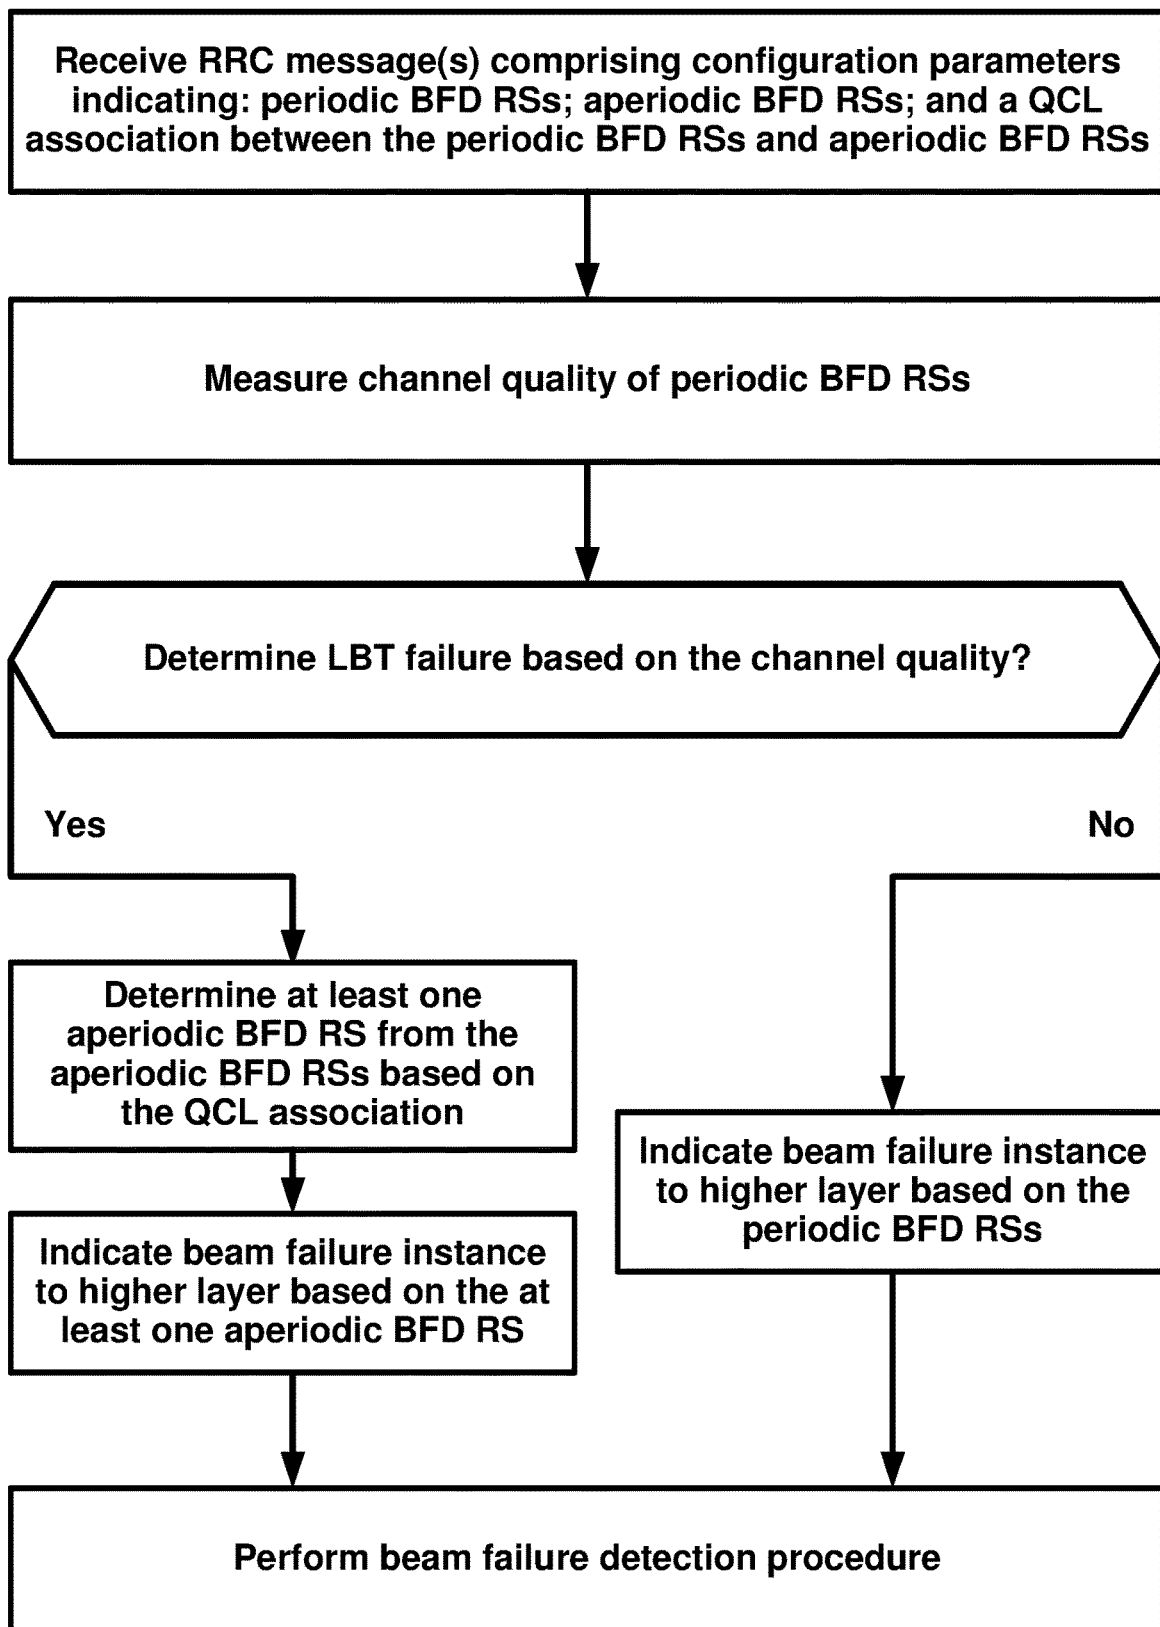 Receive RRC message(s) comprising configuration parameters
indicating: periodic BFD RSs; aperiodic BFD RSs; and a QCL
association between the periodic BFD RSs and aperiodic BFD RSs
Measure channel quality of periodic BFD RSs
Determine LBT failure based on the channel quality?
Yes
No
Determine at least one
aperiodic BFD RS from the
aperiodic BFD RSs based on
the QCL association
Indicate beam failure instance
to higher layer based on the
periodic BFD RSs
Indicate beam failure instance
to higher layer based on the at
least one aperiodic BFD RS
Perform beam failure detection procedure